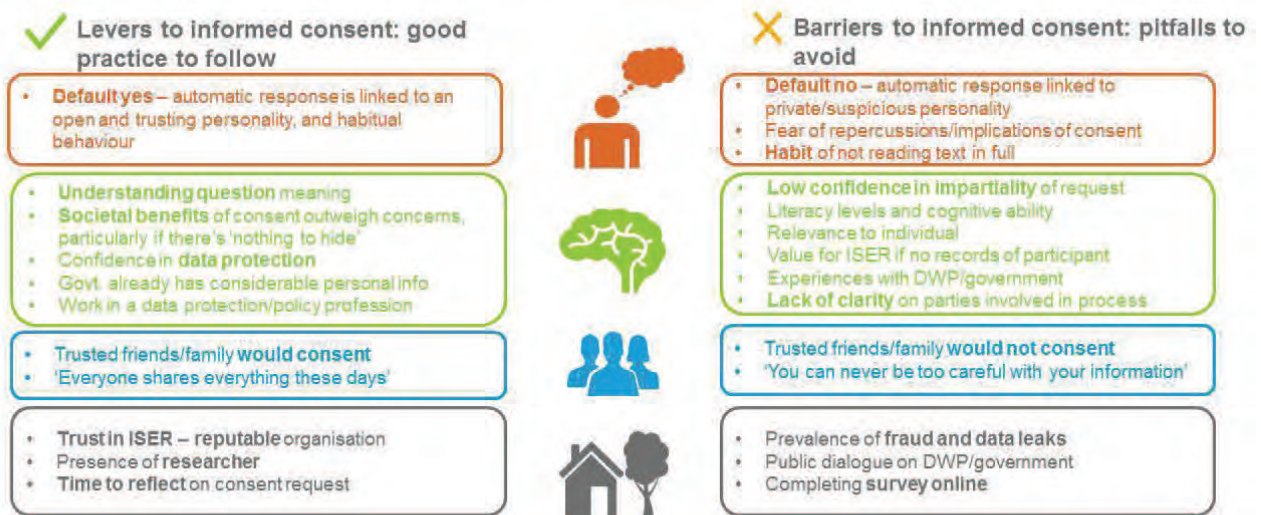 Levers to informed consent: good
practice to follow
• Default yes – automatic response is linked to an
open and trusting personality, and habitual
behaviour
• Understanding question meaning
• Societal benefits of consent outweigh concerns,
particularly if there's 'nothing to hide'
• Confidence in data protection
• Govt. already has considerable personal info
• Work in a data protection/policy profession
• Trusted friends/family would consent
• 'Everyone shares everything these days'
• Trust in ISER – reputable organisation
• Presence of researcher
• Time to reflect on consent request
Barriers to informed consent: pitfalls to
avoid
• Default no – automatic response linked to
private/suspicious personality
• Fear of repercussions/implications of consent
• Habit of not reading text in full
• Low confidence in impartiality of request
• Literacy levels and cognitive ability
• Relevance to individual
• Value for ISER if no records of participant
• Experiences with DWP/government
• Lack of clarity on parties involved in process
• Trusted friends/family would not consent
• 'You can never be too careful with your information'
• Prevalence of fraud and data leaks
• Public dialogue on DWP/government
• Completing survey online